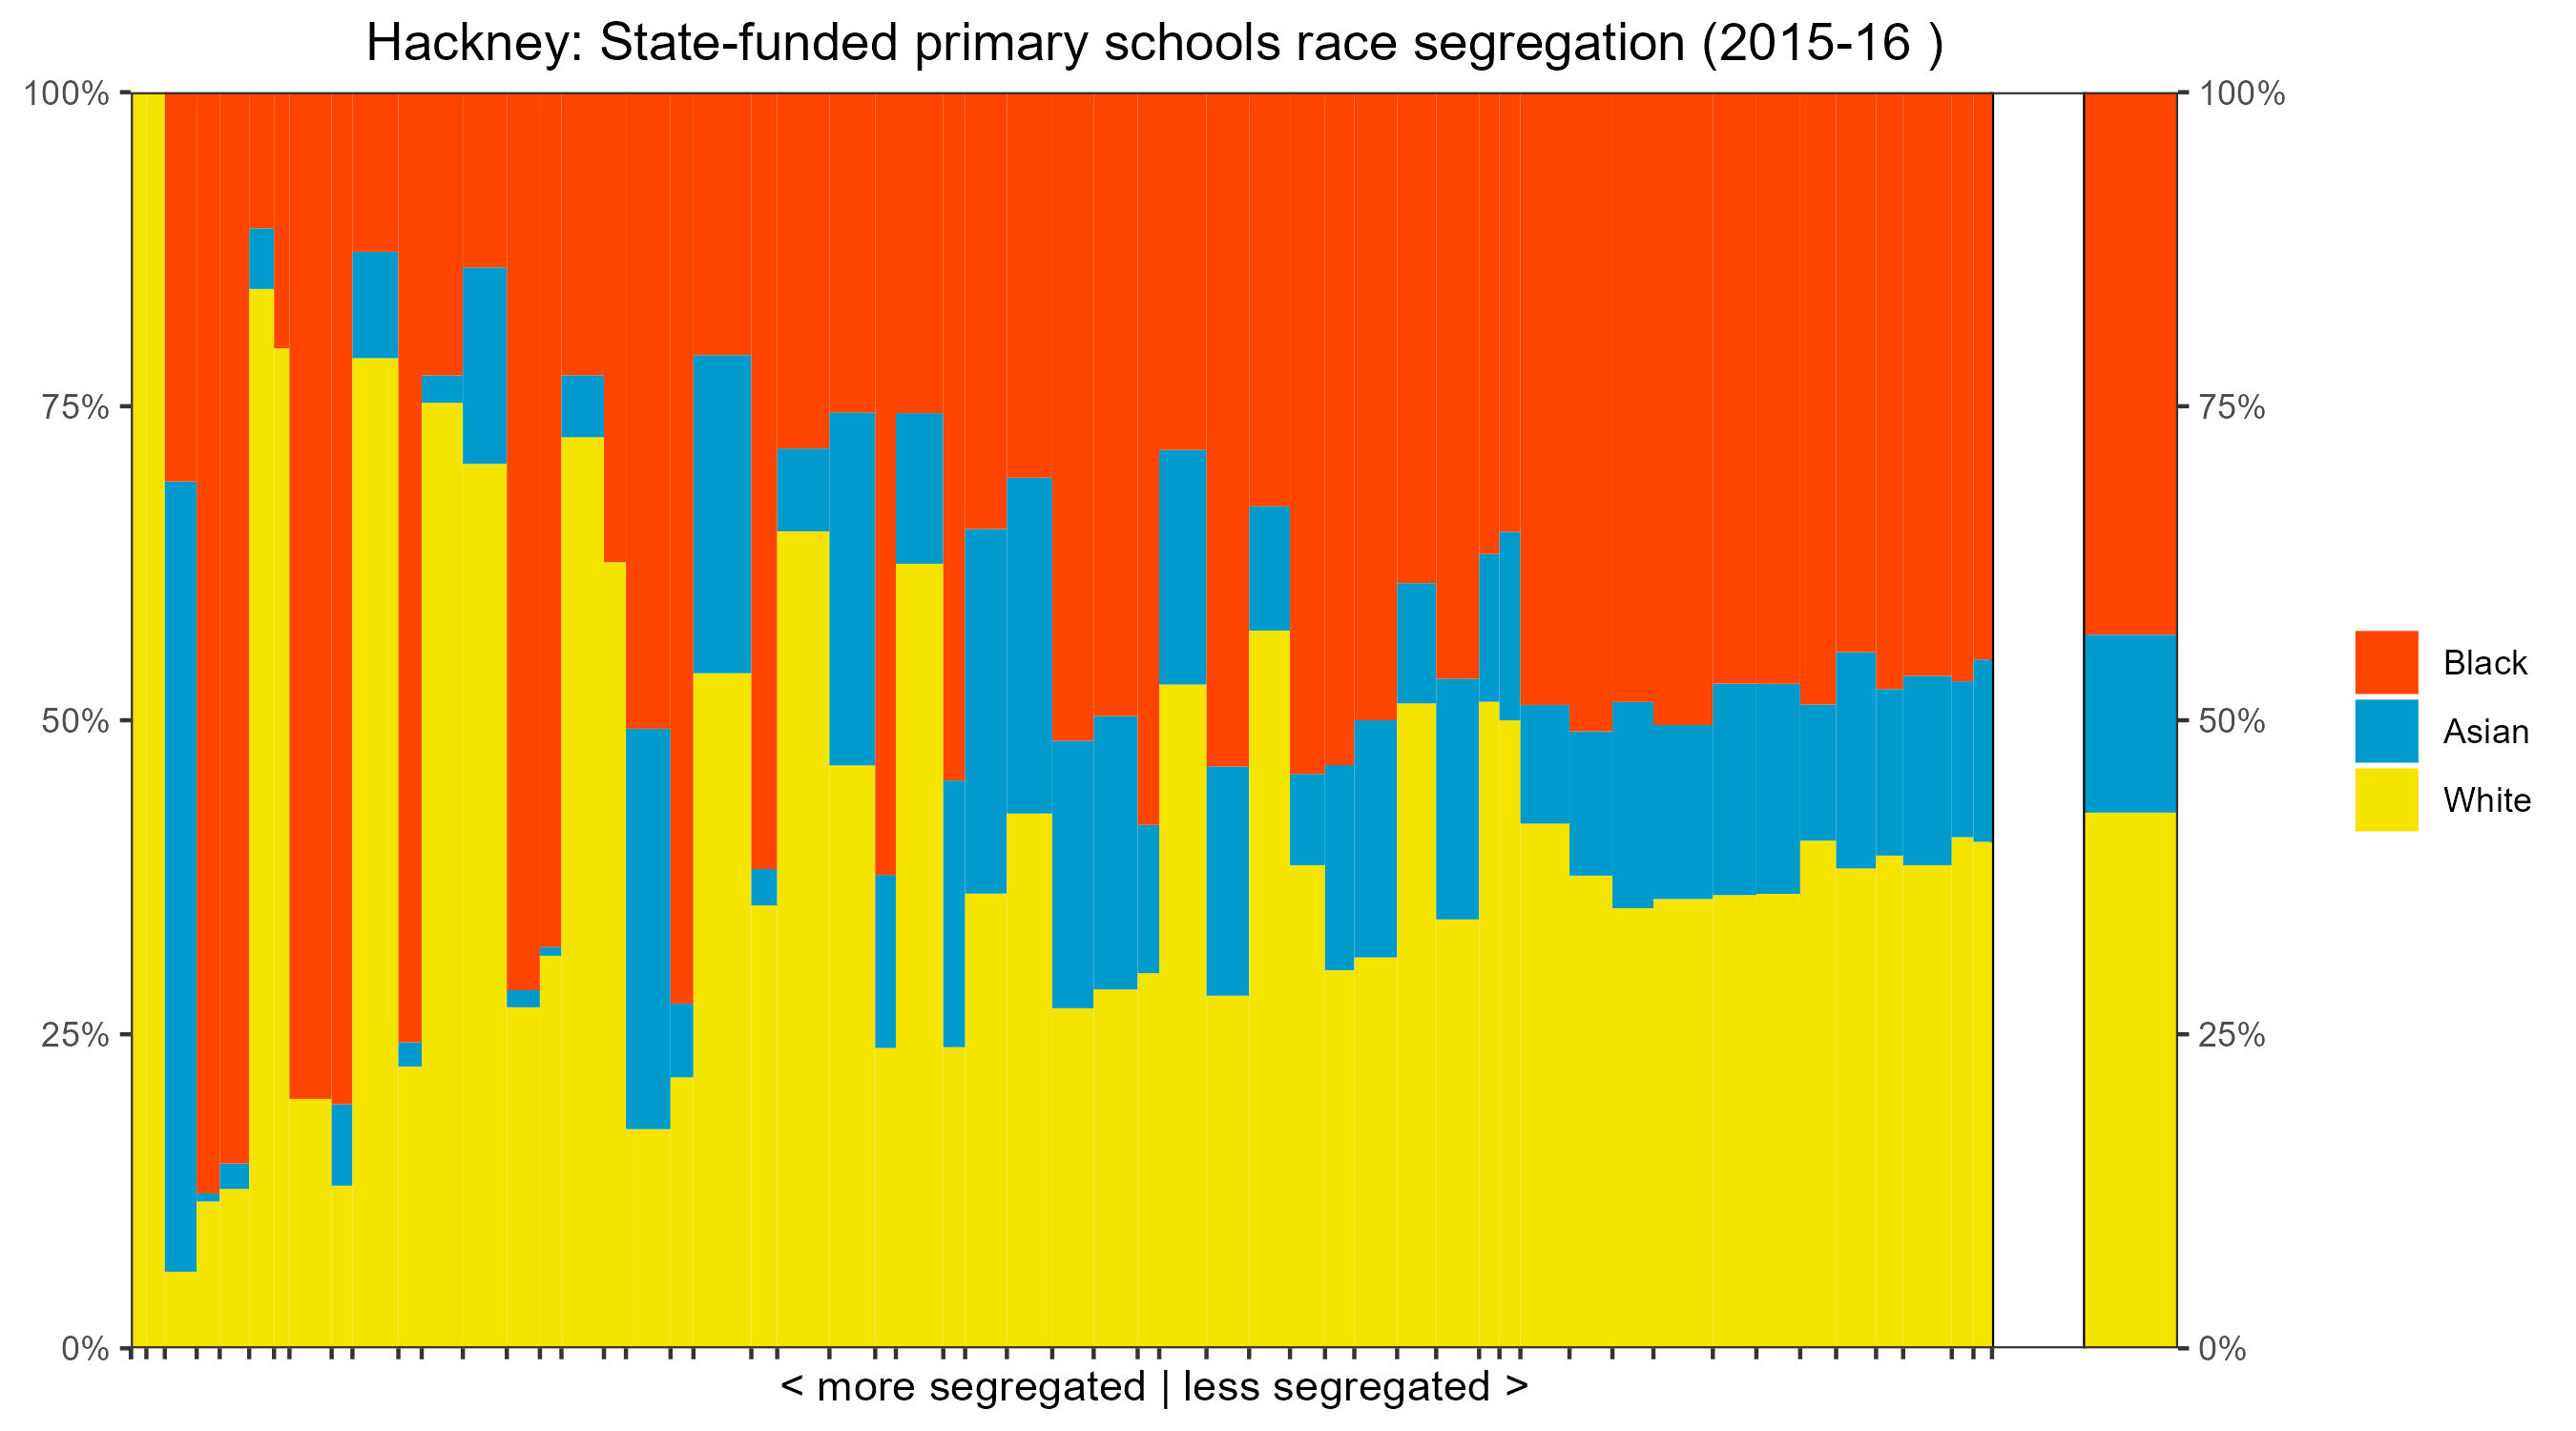 Hackney: State-funded primary schools race segregation (2015-16 )
100%
75%
50%
25%
0%
100%
75%
50%
25%
0%
Black
Asian
White
< more segregated | less segregated >